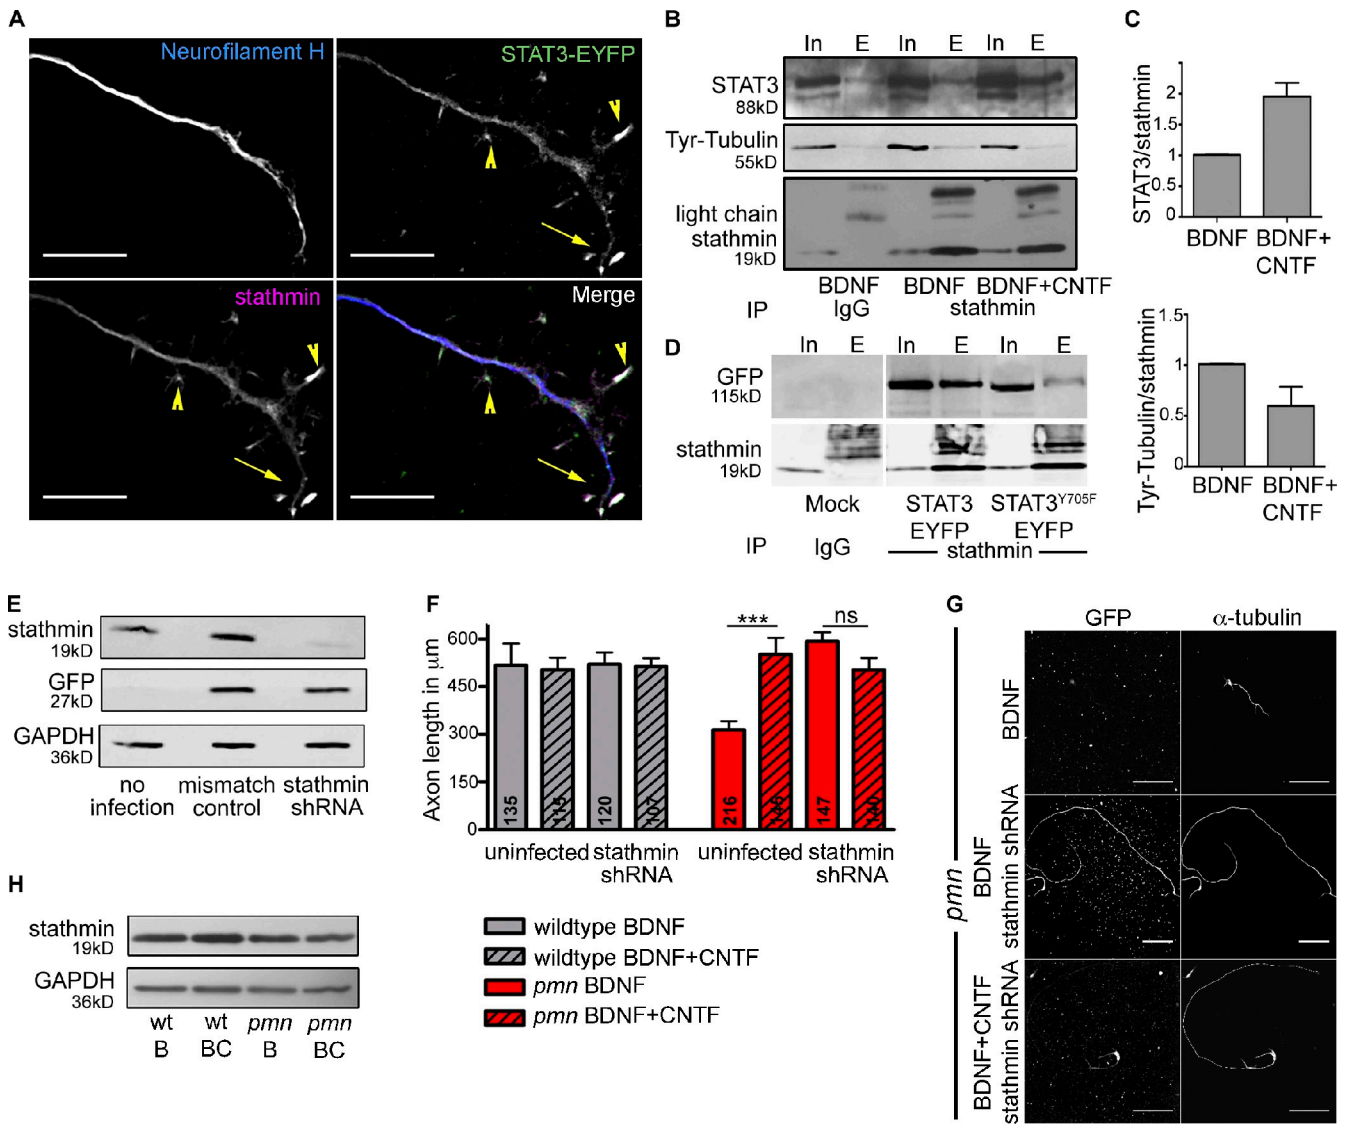 A
Neurofilament H
STAT3-EYFP
stathmin
Merge
B
In E In E In E
STAT3
88kD
Tyr-Tubulin
55kD
light chain
stathmin
19kD
BDNF BDNF BDNF+CNTF
IP IgG stathmin
C
STAT3/stathmin
2
1.5
1
0.5
0
BDNF BDNF+
CNTF
Tyr-Tubulin/stathmin
1.5
1
0.5
0
BDNF BDNF+
CNTF
D
In E In E In E
GFP
115kD
stathmin
19kD
Mock STAT3 STAT3Y705F
EYFP EYFP
IP IgG stathmin
E
stathmin
19kD
GFP
27kD
GAPDH
36kD
no mismatch stathmin
infection control shRNA
F
Axon length in µm
600
450
300
150
0
*** ns
135 115 120 107 216 146 147 140
uninfected stathmin uninfected stathmin
shRNA shRNA
wildtype BDNF
wildtype BDNF+CNTF
pmn BDNF
pmn BDNF+CNTF
G
GFP α-tubulin
pmn
BDNF
BDNF
stathmin shRNA
BDNF+CNTF
stathmin shRNA
H
stathmin
19kD
GAPDH
36kD
wt wt pmn pmn
B BC B BC